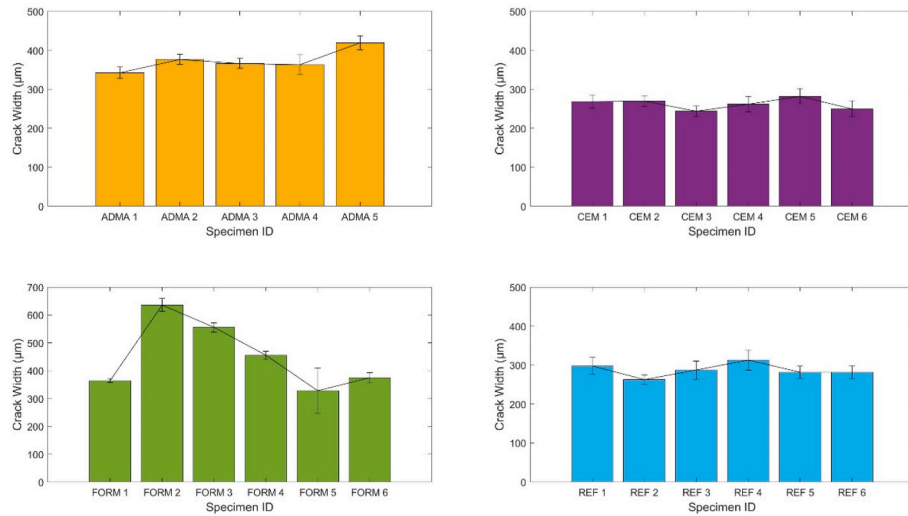 500
400
300
200
100
0
Crack Width (μm)
ADMA 1 ADMA 2 ADMA 3 ADMA 4 ADMA 5
Specimen ID
500
400
300
200
100
0
Crack Width (μm)
CEM 1 CEM 2 CEM 3 CEM 4 CEM 5 CEM 6
Specimen ID
700
600
500
400
300
200
100
0
Crack Width (μm)
FORM 1 FORM 2 FORM 3 FORM 4 FORM 5 FORM 6
Specimen ID
500
400
300
200
100
0
Crack Width (μm)
REF 1 REF 2 REF 3 REF 4 REF 5 REF 6
Specimen ID